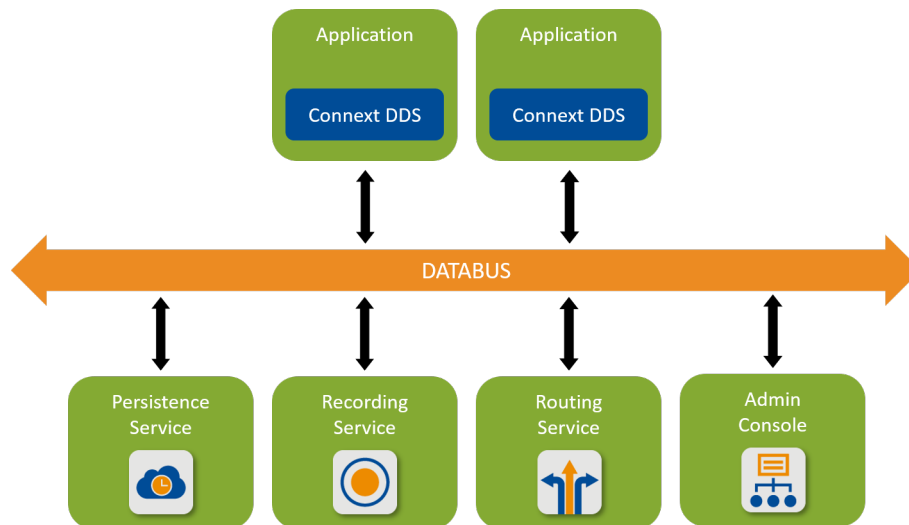 Application
Application
Connext DDS
Connext DDS
DATABUS
Persistence
Service
Recording
Service
Routing
Service
Admin
Console